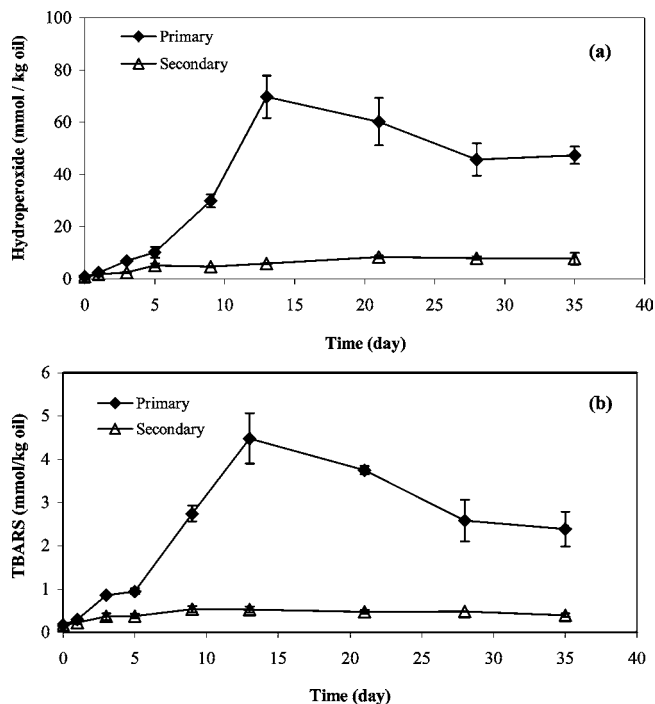 100
80
60
40
20
0
Hydroperoxide (mmol / kg oil)
Primary
Secondary
(a)
0 5 10 15 20 25 30 35 40
Time (day)
6
5
4
3
2
1
0
TBARS (mmol/kg oil)
Primary
Secondary
(b)
0 5 10 15 20 25 30 35 40
Time (day)